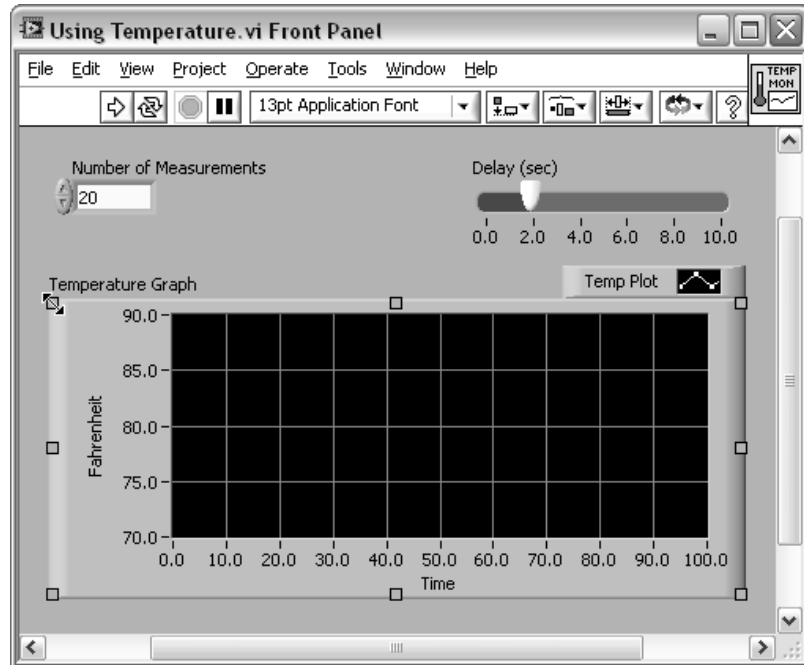 Using Temperature.vi Front Panel
File Edit View Project Operate Tools Window Help
TEMP
MON
13pt Application Font
?
Number of Measurements
20
Delay (sec)
0.0 2.0 4.0 6.0 8.0 10.0
Temperature Graph
Temp Plot
90.0
85.0
80.0
75.0
70.0
Fahrenheit
0.0 10.0 20.0 30.0 40.0 50.0 60.0 70.0 80.0 90.0 100.0
Time